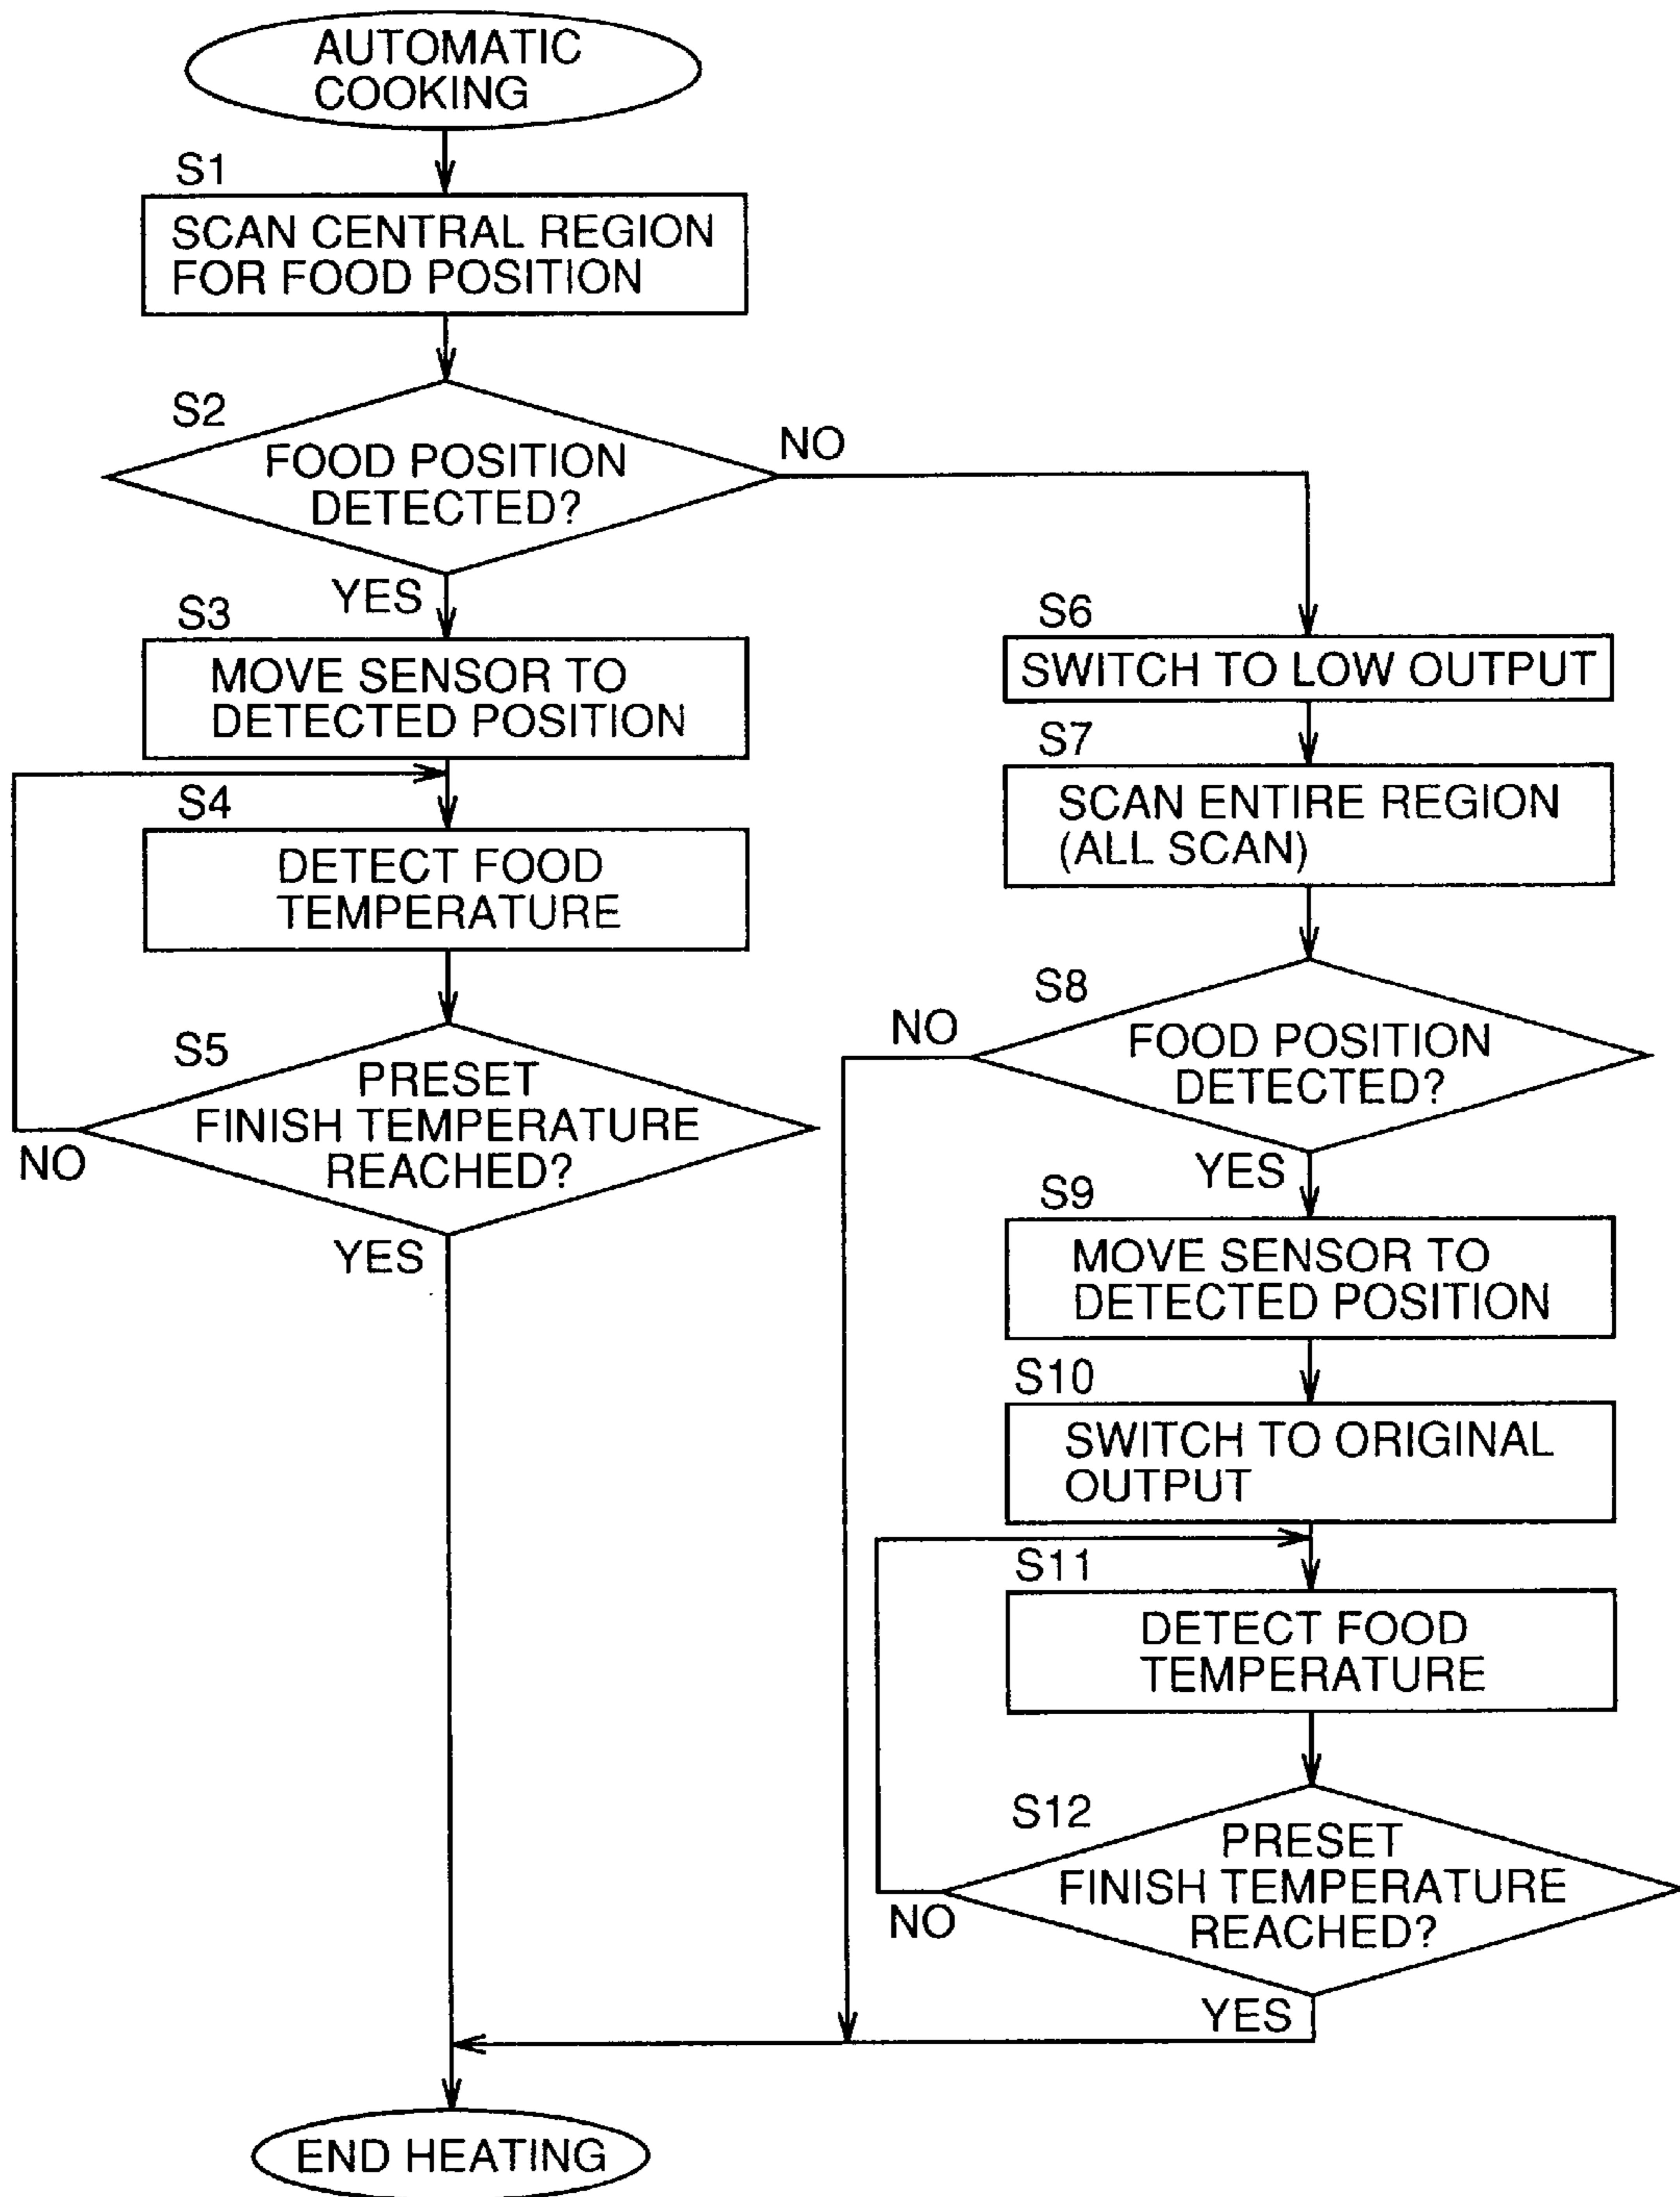 AUTOMATIC
COOKING
S1
SCAN CENTRAL REGION
FOR FOOD POSITION
S2
FOOD POSITION
DETECTED?
NO
YES
S3
MOVE SENSOR TO
DETECTED POSITION
S4
DETECT FOOD
TEMPERATURE
S5
PRESET
FINISH TEMPERATURE
REACHED?
NO
YES
S6
SWITCH TO LOW OUTPUT
S7
SCAN ENTIRE REGION
(ALL SCAN)
S8
FOOD POSITION
DETECTED?
NO
YES
S9
MOVE SENSOR TO
DETECTED POSITION
S10
SWITCH TO ORIGINAL
OUTPUT
S11
DETECT FOOD
TEMPERATURE
S12
PRESET
FINISH TEMPERATURE
REACHED?
NO
YES
END HEATING